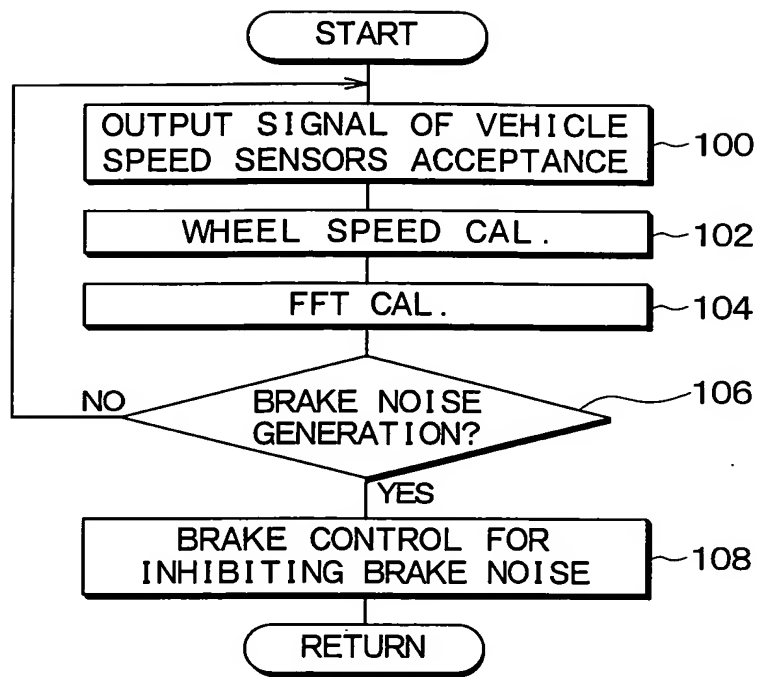 START
OUTPUT SIGNAL OF VEHICLE
SPEED SENSORS ACCEPTANCE
100
WHEEL SPEED CAL.
102
FFT CAL.
104
BRAKE NOISE
GENERATION?
106
NO
YES
BRAKE CONTROL FOR
INHIBITING BRAKE NOISE
108
RETURN